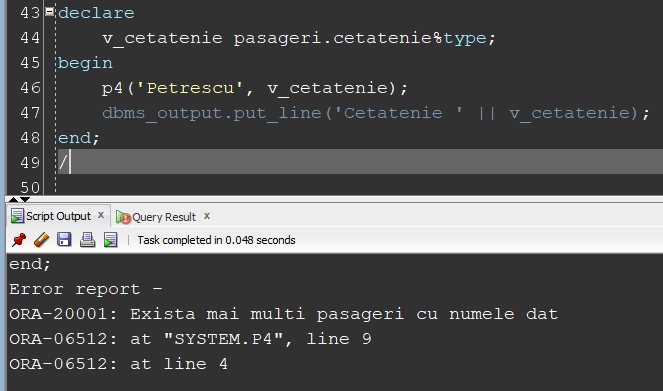 43 declare
44 v_cetatenie pasageri.cetatenie%type;
45 begin
46 p4('Petrescu', v_cetatenie);
47 dbms_output.put_line('Cetatenie ' || v_cetatenie);
48 end;
49 /
50
Script Output x Query Result x
Task completed in 0.048 seconds
end;
Error report -
ORA-20001: Exista mai multi pasageri cu numele dat
ORA-06512: at "SYSTEM.P4", line 9
ORA-06512: at line 4